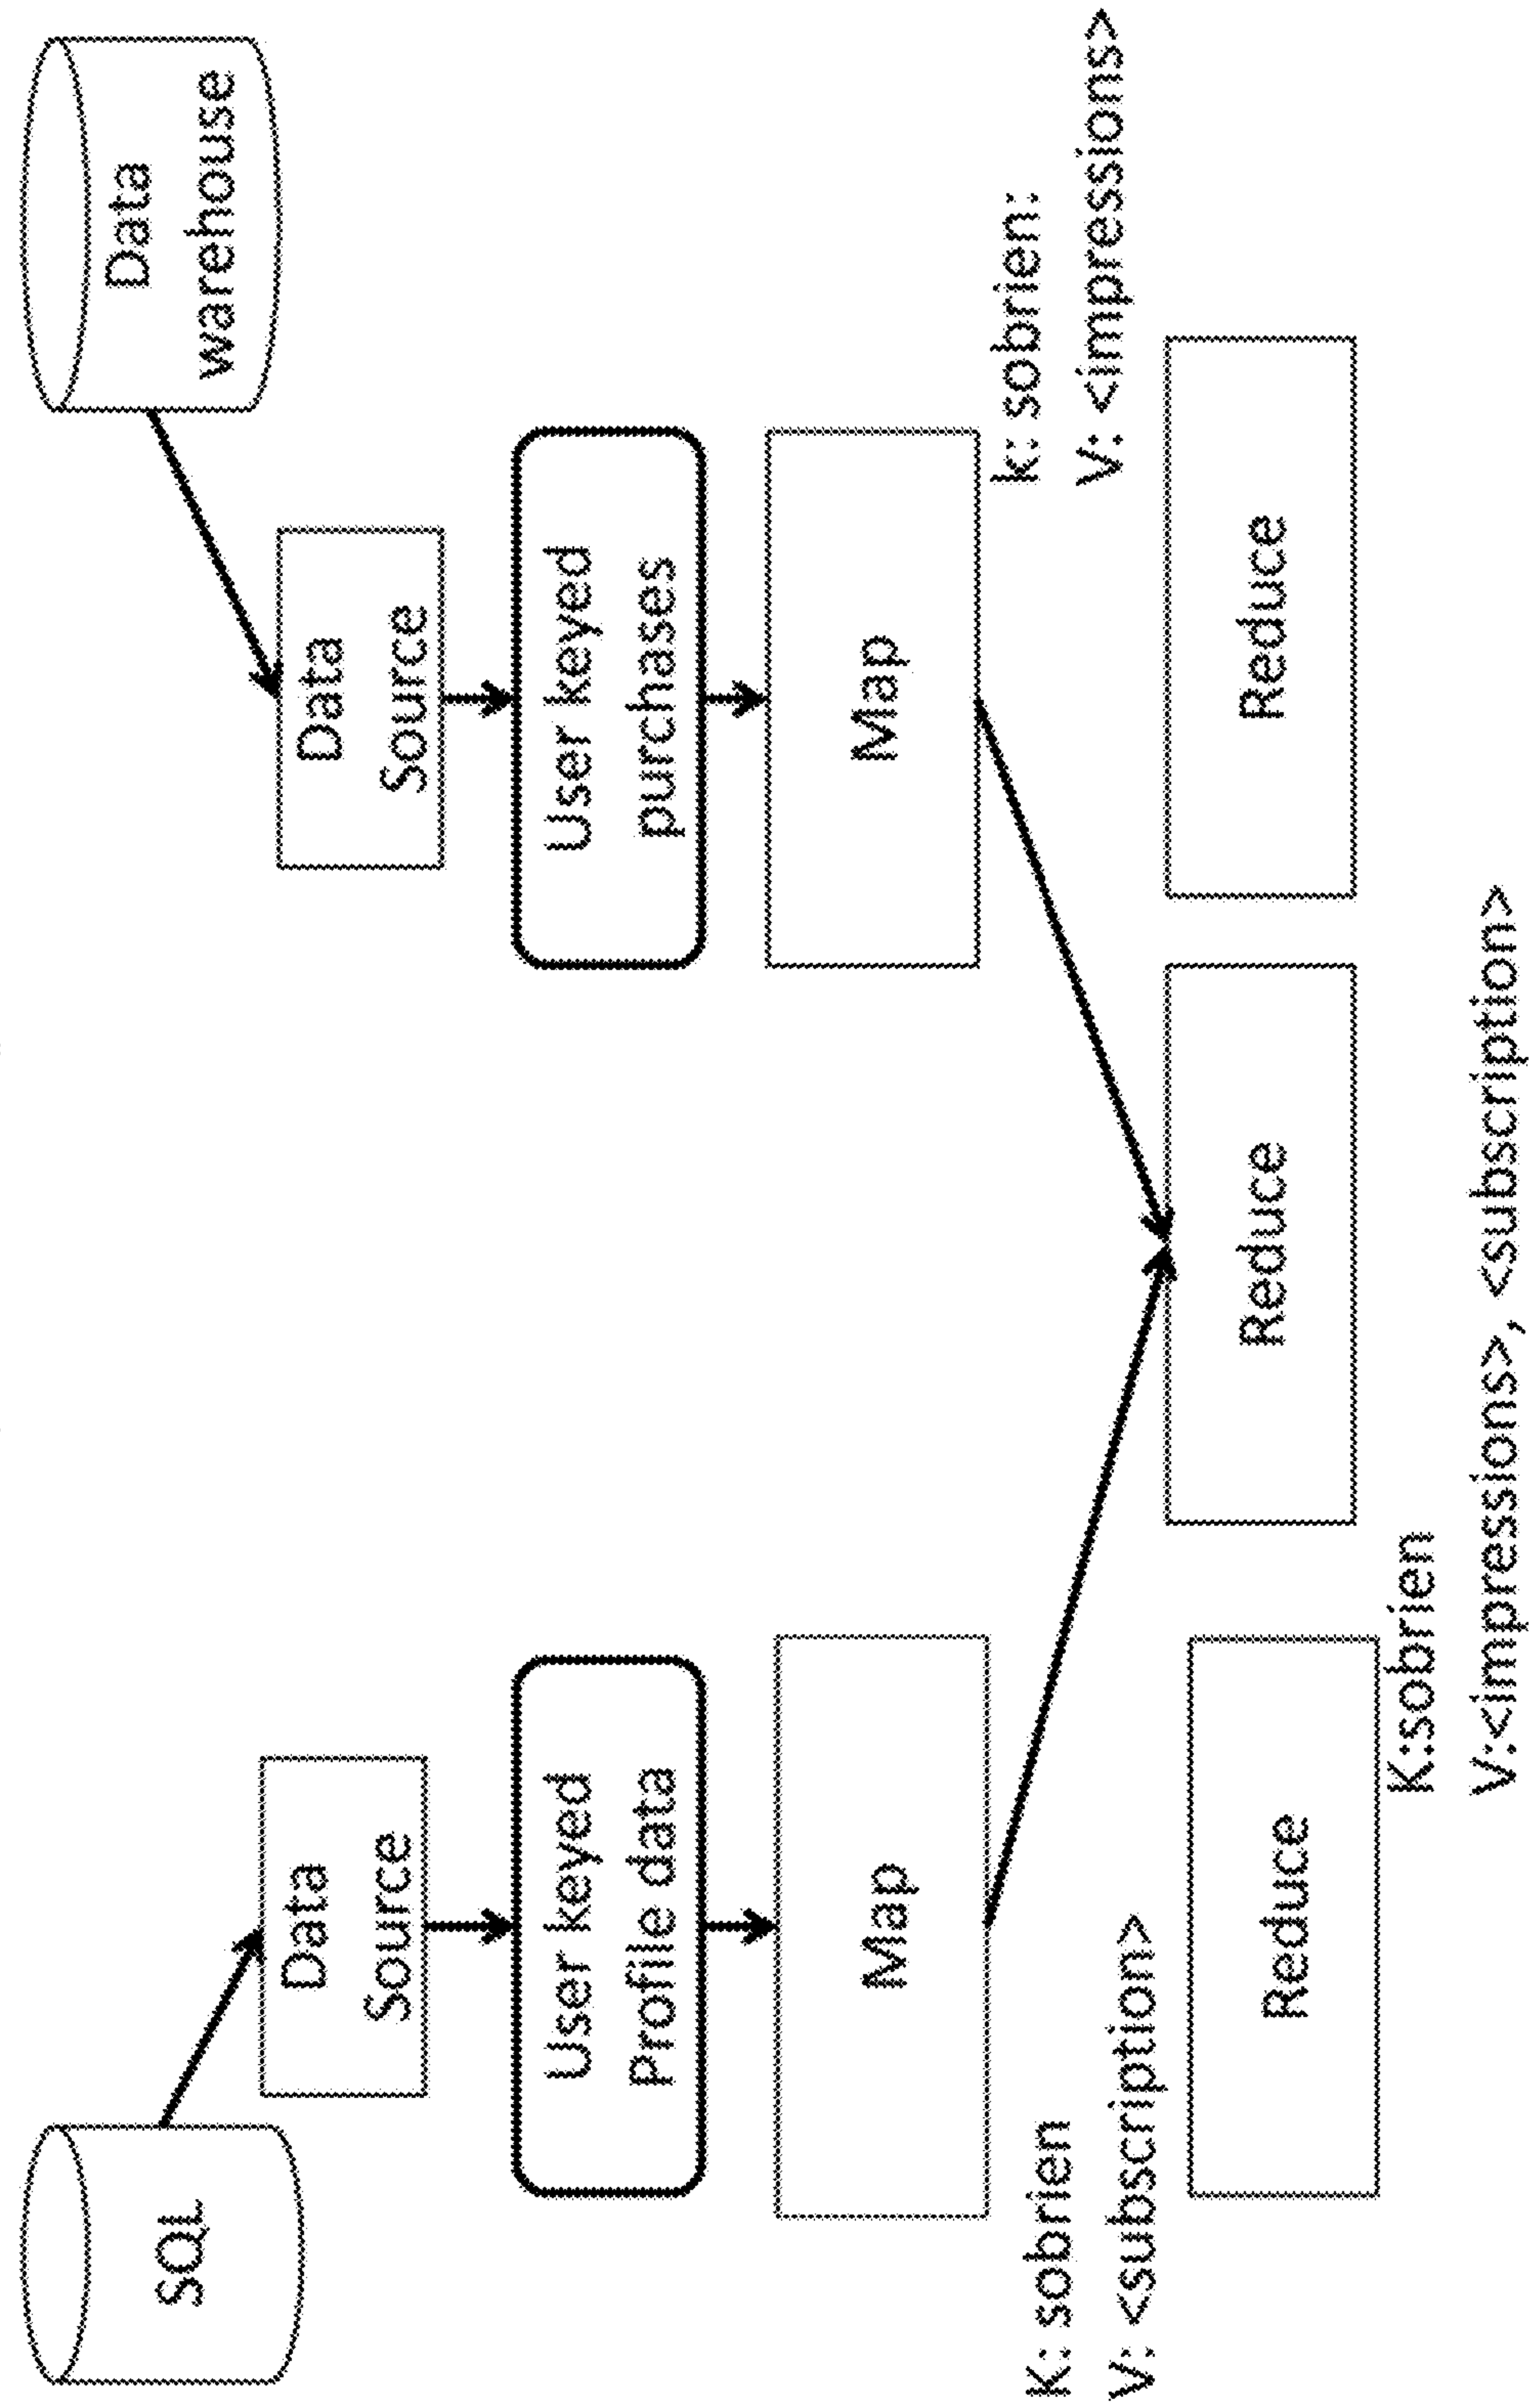 SQL
Data
warehouse
Data
Source
Data
Source
User keyed
Profile data
User keyed
purchases
Map
Map
K: sobrien
V: <subscription>
k: sobrien:
V: <impressions>
Reduce
Reduce
Reduce
K:sobrien
V:<impressions>, <subscription>